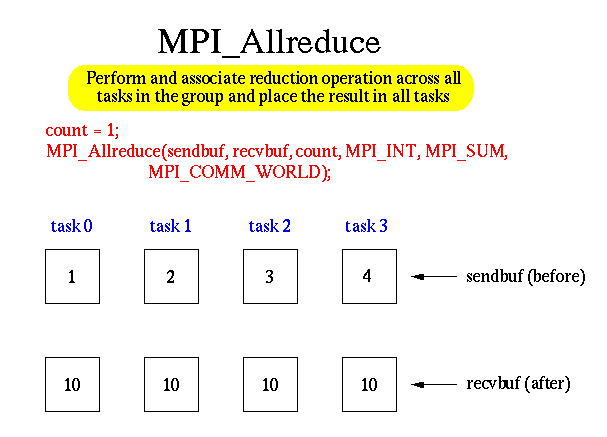 MPI_Allreduce
Perform and associate reduction operation across all
tasks in the group and place the result in all tasks
count = 1;
MPI_Allreduce(sendbuf, recvbuf, count, MPI_INT, MPI_SUM,
MPI_COMM_WORLD);
task 0 task 1 task 2 task 3
1 2 3 4 sendbuf (before)
10 10 10 10 recvbuf (after)